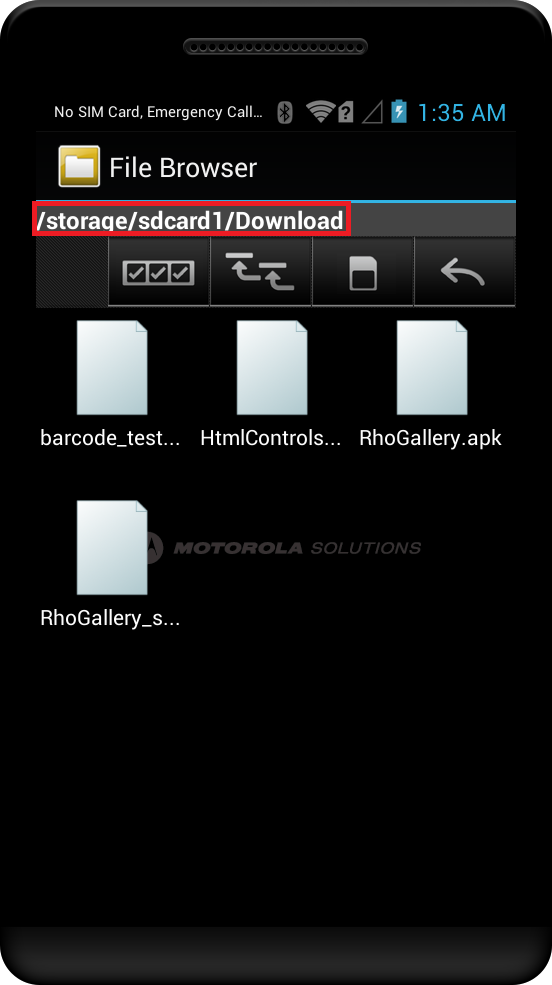 No SIM Card, Emergency Call...
1:35 AM
File Browser
/storage/sdcard1/Download
barcode_test...
HtmlControls...
RhoGallery.apk
MOTOROLA SOLUTIONS
RhoGallery_s...